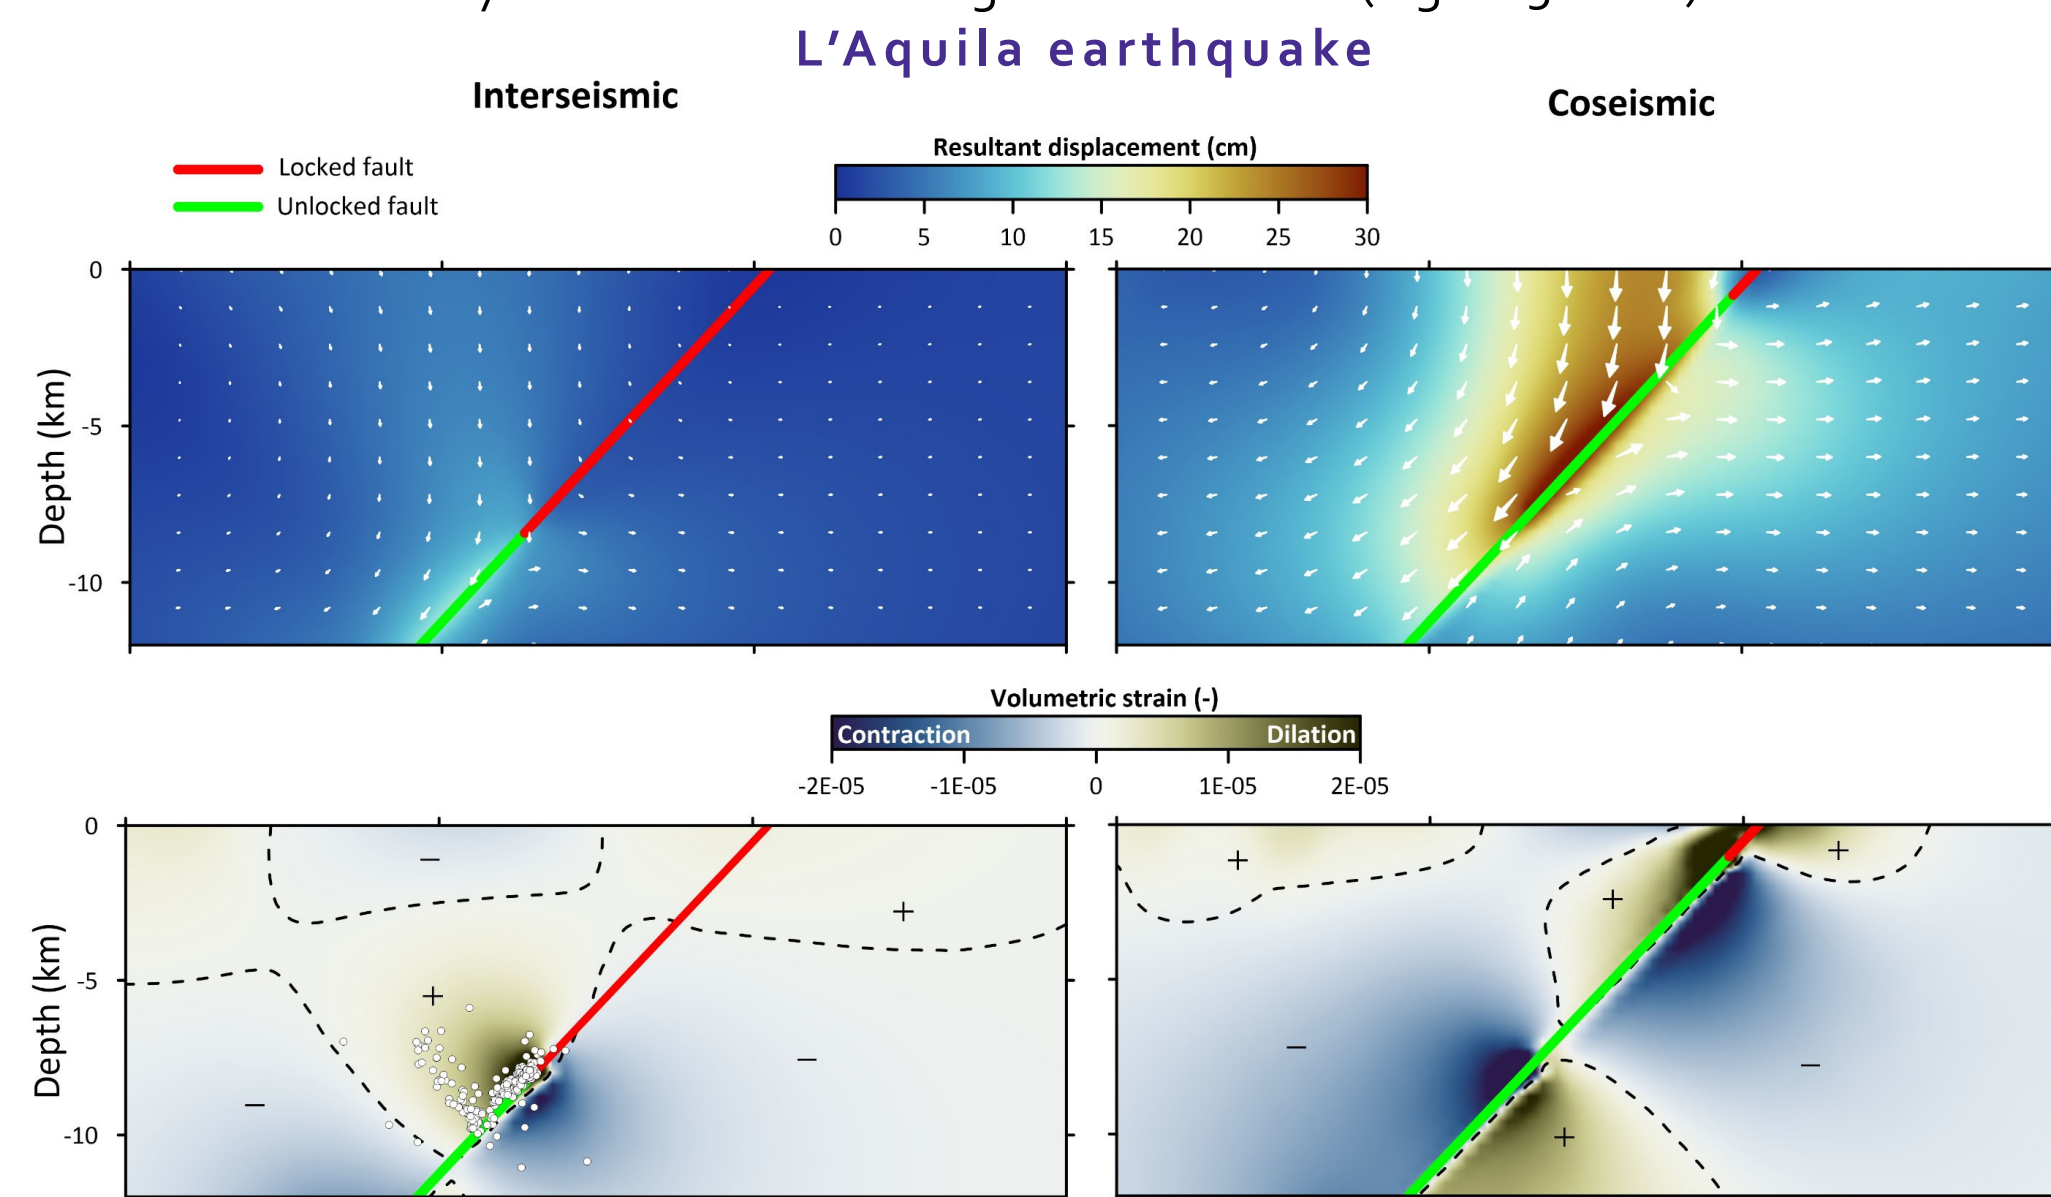 L’Aquila earthquake
Interseismic
Coseismic
Resultant displacement (cm)
Locked fault
Unlocked fault
0 5 10 15 20 25 30
0
-5
-10
Depth (km)
Volumetric strain (-)
Contraction Dilation
-2E-05 -1E-05 0 1E-05 2E-05
0
-5
-10
Depth (km)
− + + −
+ + + − − +